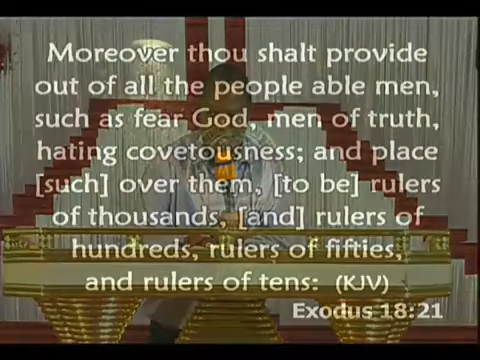 Moreover thou shalt provide
out of all the people able men,
such as fear God, men of truth,
hating covetousness; and place
[such] over them, [to be] rulers
of thousands, [and] rulers of
hundreds, rulers of fifties,
and rulers of tens: (KJV)
Exodus 18:21